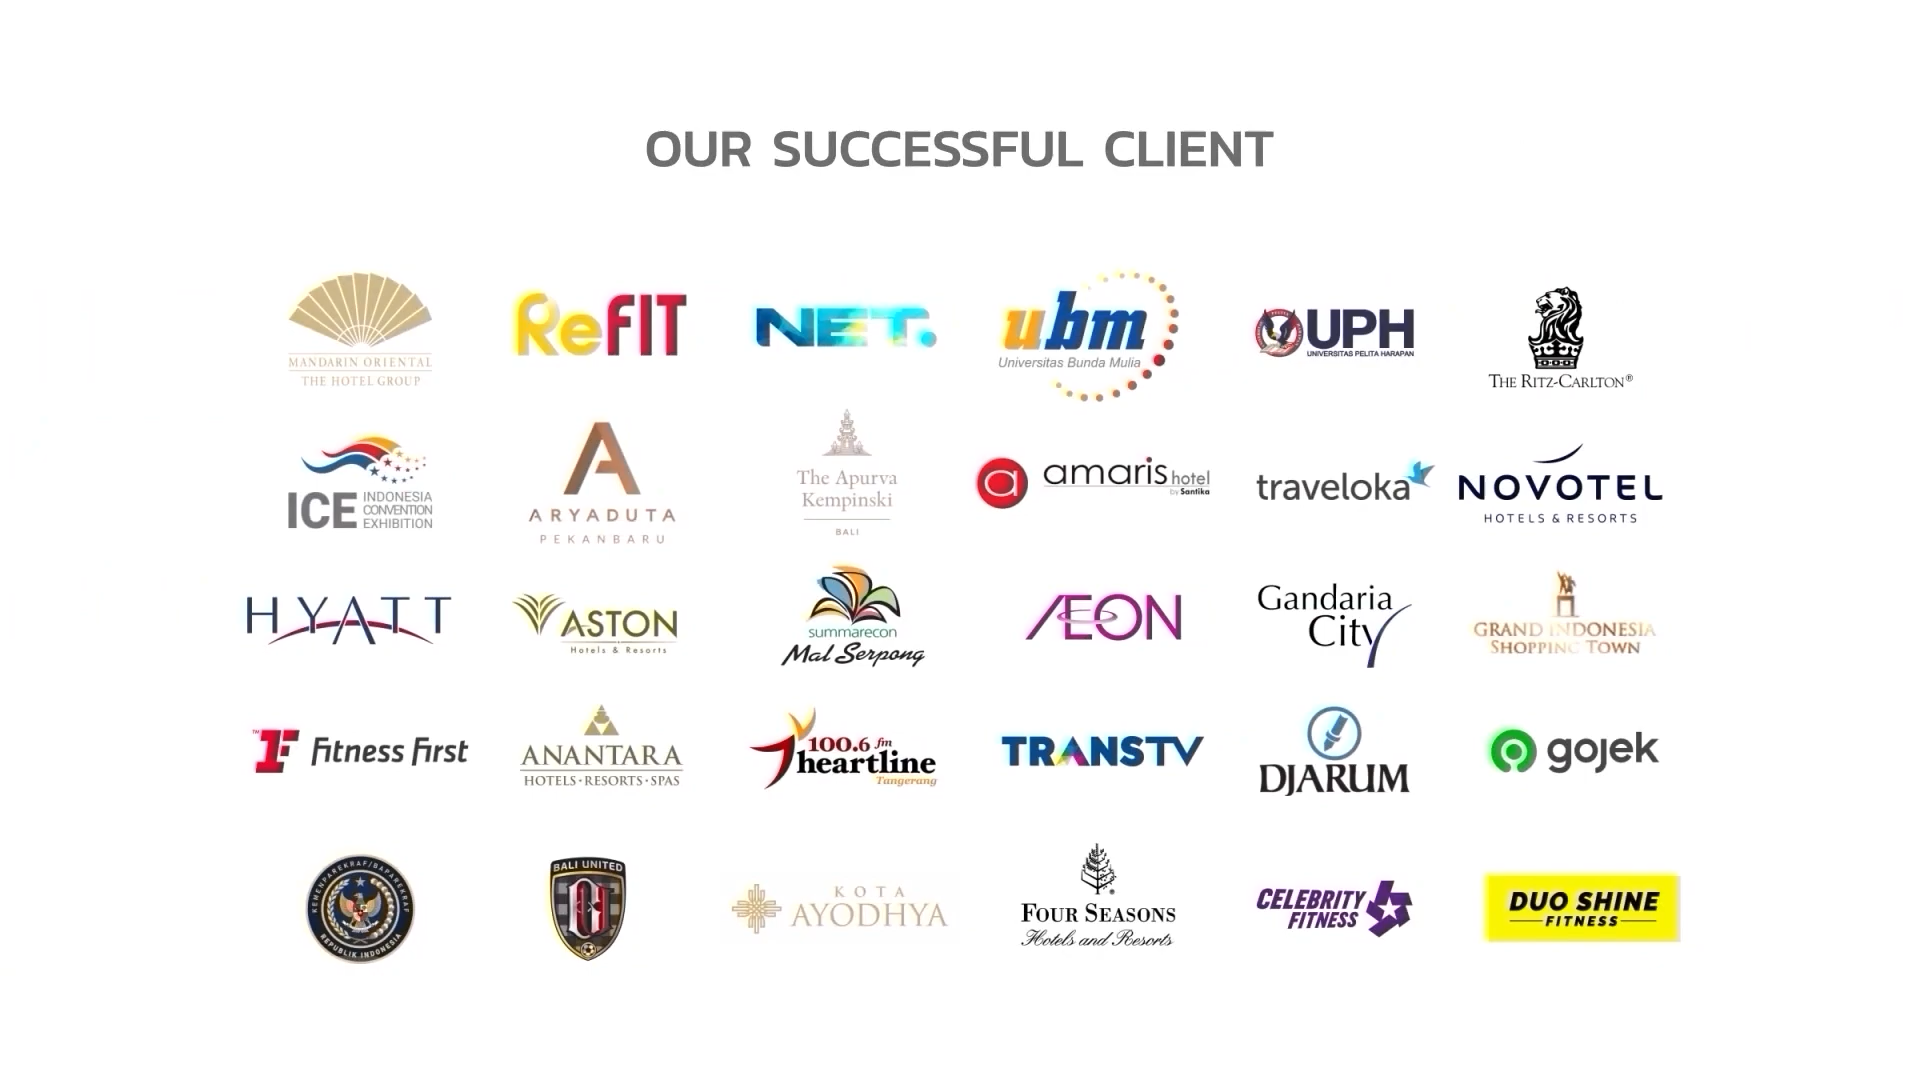 OUR SUCCESSFUL CLIENT
MANDARIN ORIENTAL
THE HOTEL GROUP
ReFIT
NET.
ubm
Universitas Bunda Mulia
UPH
UNIVERSITAS PELITA HARAPAN
THE RITZ-CARLTON®
ICE INDONESIA
CONVENTION
EXHIBITION
A
ARYADUTA
PEKANBARU
The Apurva
Kempinski
BALI
a amaris hotel
by Santika
traveloka
NOVOTEL
HOTELS & RESORTS
HYATT
ASTON
Hotels & Resorts
summarecon
Mal Serpong
ÆON
Gandaria
City
GRAND INDONESIA
SHOPPING TOWN
TM
Fitness First
ANANTARA
HOTELS·RESORTS·SPAS
100.6 fm
heartline
Tangerang
TRANSTV
DJARUM
gojek
KEMENPAREKRAF/BAPAREKRAF
REPUBLIK INDONESIA
BALI UNITED
KOTA
AYODHYA
FOUR SEASONS
Hotels and Resorts
CELEBRITY
FITNESS
DUO SHINE
FITNESS